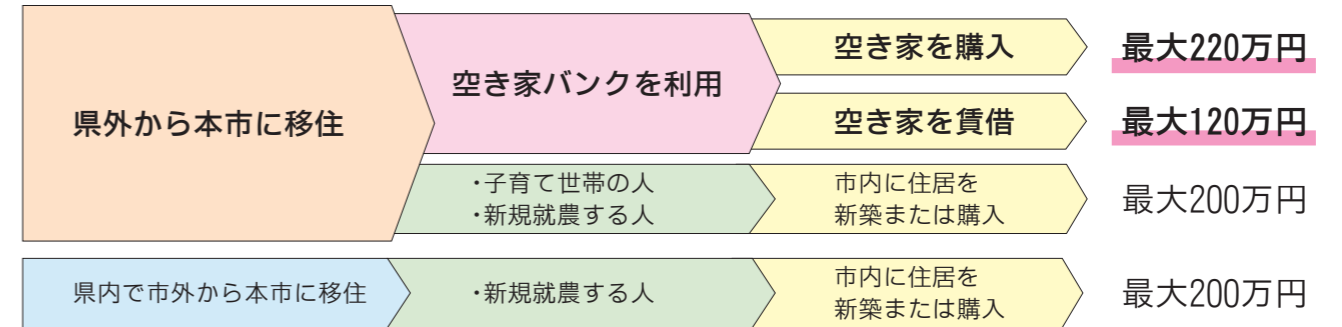 県外から本市に移住
空き家バンクを利用
空き家を購入
最大220万円
空き家を賃借
最大120万円
・子育て世帯の人
・新規就農する人
市内に住居を
新築または購入
最大200万円
県内で市外から本市に移住
・新規就農する人
市内に住居を
新築または購入
最大200万円